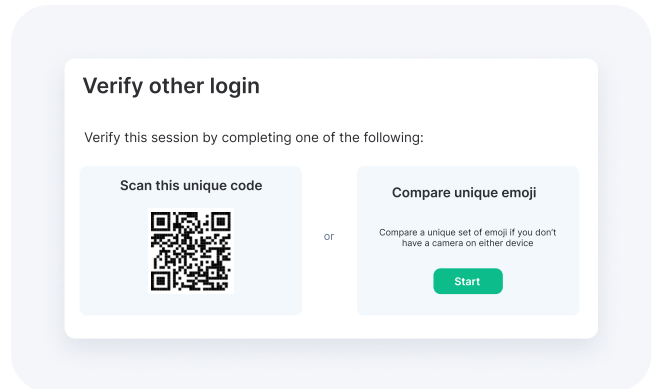 Verify other login
Verify this session by completing one of the following:
Scan this unique code
or
Compare unique emoji
Compare a unique set of emoji if you don't
have a camera on either device
Start